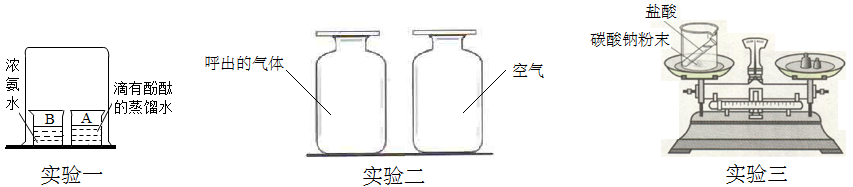 浓氨水
B
A
滴有酚酞
的蒸馏水
实验一
呼出的气体
空气
实验二
盐酸
碳酸钠粉末
实验三